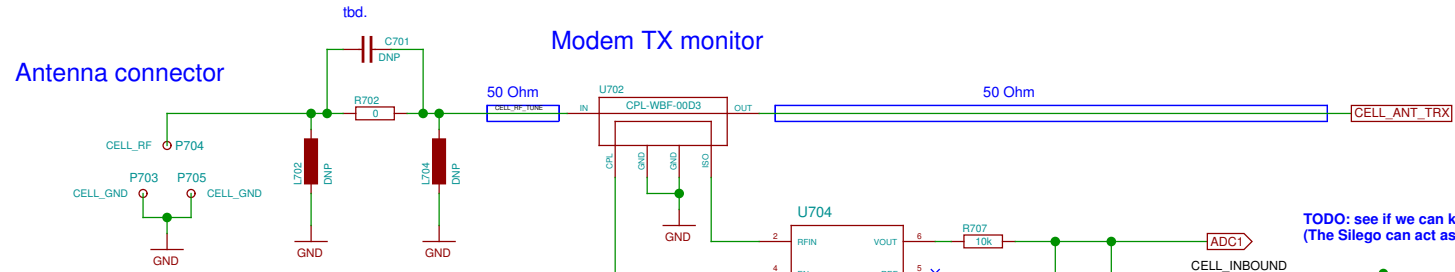 tbd.
C701
DNP
Modem TX monitor
Antenna connector
R702
0
50 Ohm
CELL_RF_TUNE
IN
U702
CPL-WBF-00D3
OUT
50 Ohm
CELL_ANT_TRX
CELL_RF
P704
L702
DNP
L704
DNP
CPL
GND
GND
ISO
P703
P705
CELL_GND
CELL_GND
GND
GND
GND
GND
U704
2
RFIN
VOUT
6
R707
10k
ADC1
TODO: see if we can k
(The Silego can act as
4
5
CELL_INBOUND